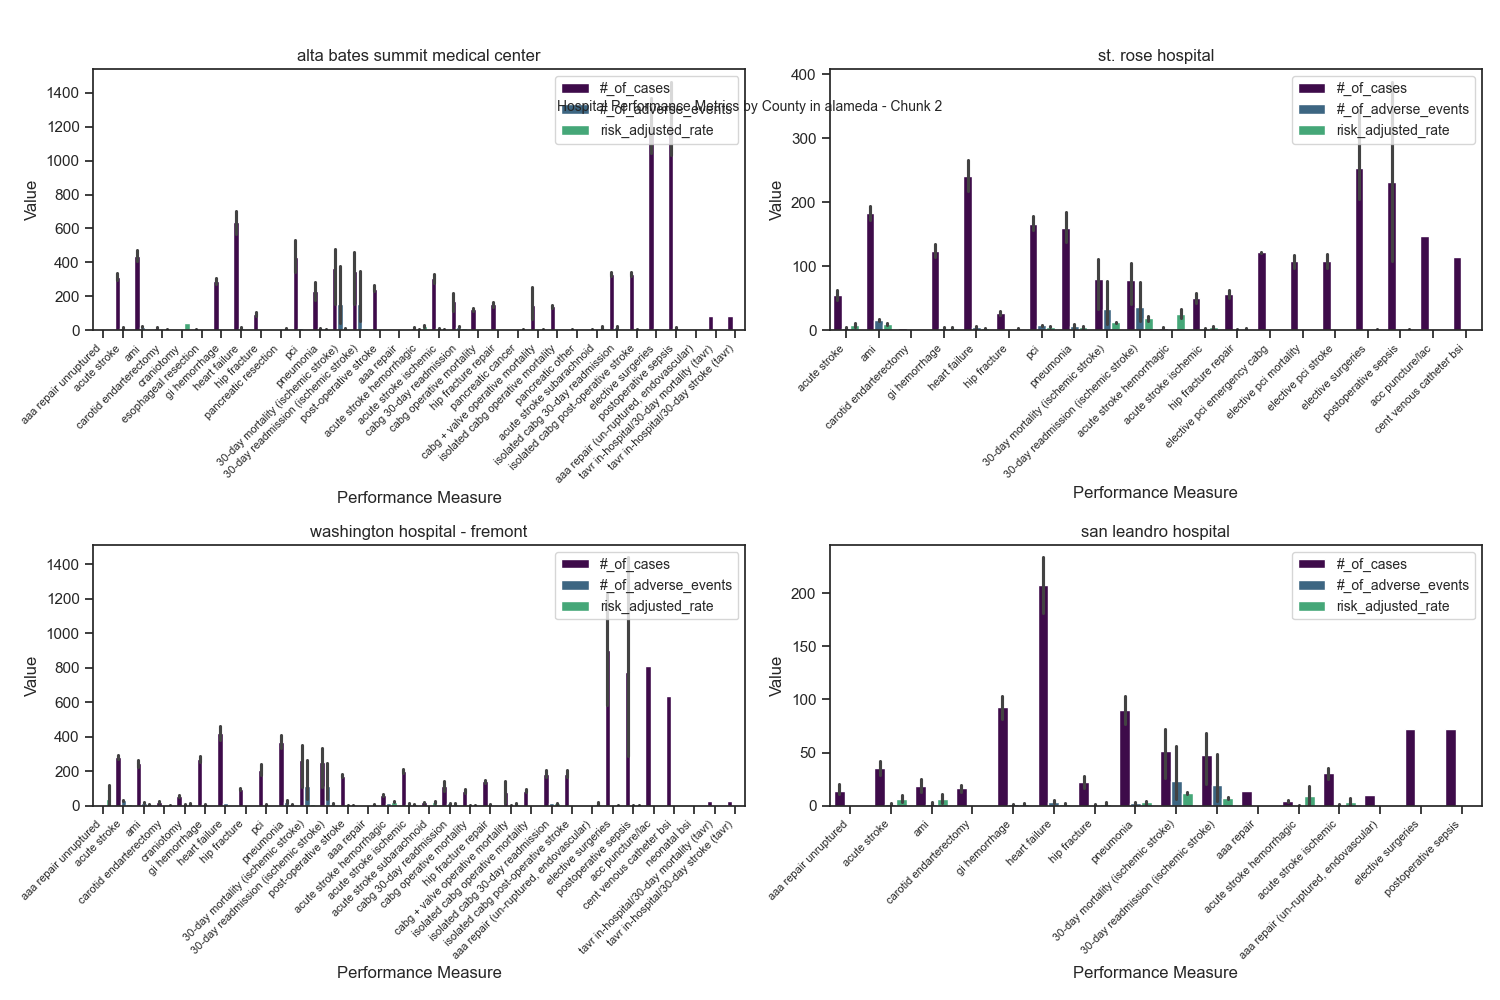 alta bates summit medical center
Value
1400
1200
1000
800
600
400
200
0
#_of_cases
#_of_adverse_events
risk_adjusted_rate
Hospital Performance Metrics by County in alameda - Chunk 2
aaa repair unruptured
acute stroke
ami
carotid endarterectomy
craniotomy
esophageal resection
gi hemorrhage
heart failure
hip fracture
pancreatic resection
pci
pneumonia
30-day mortality (ischemic stroke)
30-day readmission (ischemic stroke)
post-operative stroke
aaa repair
acute stroke hemorrhagic
acute stroke ischemic
cabg 30-day readmission
cabg operative mortality
hip fracture repair
pancreatic cancer
cabg + valve operative mortality
isolated cabg operative mortality
pancreatic other
acute stroke subarachnoid
isolated cabg 30-day readmission
isolated cabg post-operative stroke
elective surgeries
postoperative sepsis
aaa repair (un-ruptured, endovascular)
tavr in-hospital/30-day mortality (tavr)
tavr in-hospital/30-day stroke (tavr)
Performance Measure
st. rose hospital
Value
400
300
200
100
0
#_of_cases
#_of_adverse_events
risk_adjusted_rate
acute stroke
ami
carotid endarterectomy
gi hemorrhage
heart failure
hip fracture
pci
pneumonia
30-day mortality (ischemic stroke)
30-day readmission (ischemic stroke)
acute stroke hemorrhagic
acute stroke ischemic
hip fracture repair
elective pci emergency cabg
elective pci mortality
elective pci stroke
elective surgeries
postoperative sepsis
acc puncture/lac
cent venous catheter bsi
Performance Measure
washington hospital - fremont
Value
1400
1200
1000
800
600
400
200
0
#_of_cases
#_of_adverse_events
risk_adjusted_rate
aaa repair unruptured
acute stroke
ami
carotid endarterectomy
craniotomy
gi hemorrhage
heart failure
hip fracture
pci
pneumonia
30-day mortality (ischemic stroke)
30-day readmission (ischemic stroke)
post-operative stroke
aaa repair
acute stroke hemorrhagic
acute stroke ischemic
acute stroke subarachnoid
cabg 30-day readmission
cabg operative mortality
hip fracture repair
cabg + valve operative mortality
isolated cabg operative mortality
isolated cabg 30-day readmission
isolated cabg post-operative stroke
aaa repair (un-ruptured, endovascular)
elective surgeries
postoperative sepsis
acc puncture/lac
cent venous catheter bsi
neonatal bsi
tavr in-hospital/30-day mortality (tavr)
tavr in-hospital/30-day stroke (tavr)
Performance Measure
san leandro hospital
Value
200
150
100
50
0
#_of_cases
#_of_adverse_events
risk_adjusted_rate
aaa repair unruptured
acute stroke
ami
carotid endarterectomy
gi hemorrhage
heart failure
hip fracture
pneumonia
30-day mortality (ischemic stroke)
30-day readmission (ischemic stroke)
aaa repair
acute stroke hemorrhagic
acute stroke ischemic
aaa repair (un-ruptured, endovascular)
elective surgeries
postoperative sepsis
Performance Measure